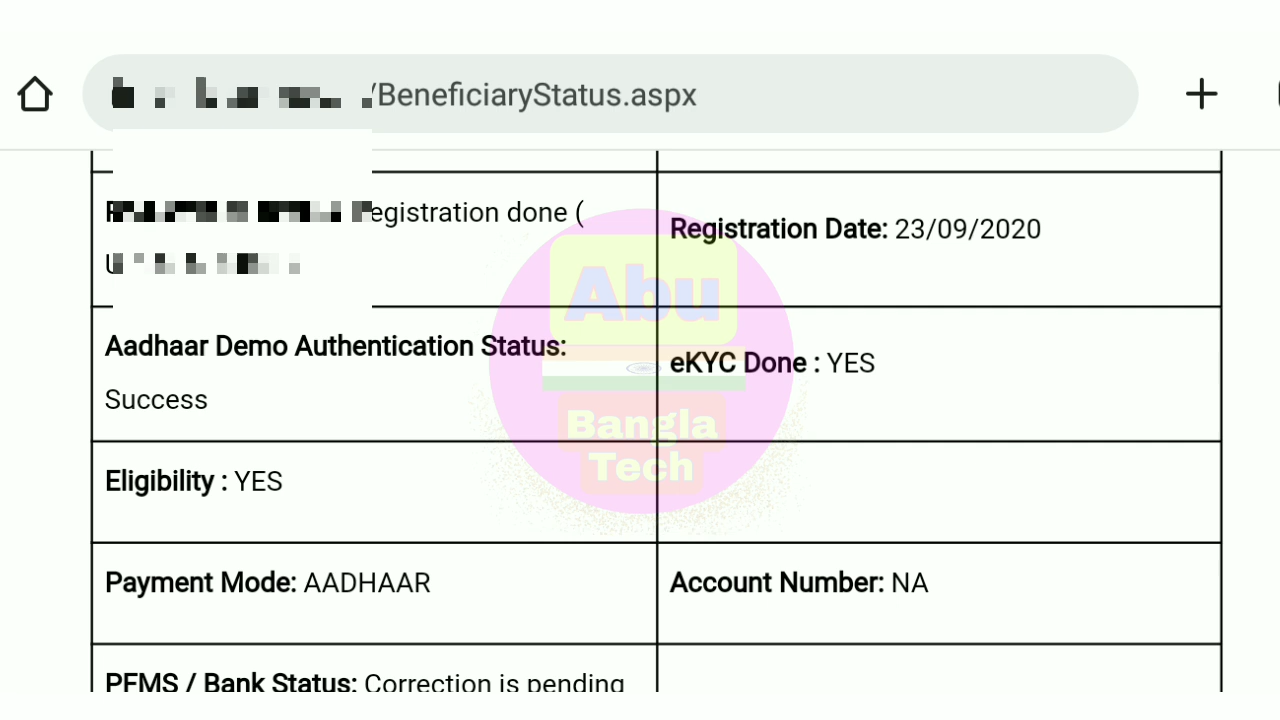 /BeneficiaryStatus.aspx
egistration done (
Registration Date: 23/09/2020
Aadhaar Demo Authentication Status:
Success
eKYC Done : YES
Eligibility : YES
Payment Mode: AADHAAR
Account Number: NA
PFMS / Bank Status: Correction is pending
Abu
Bangla
Tech